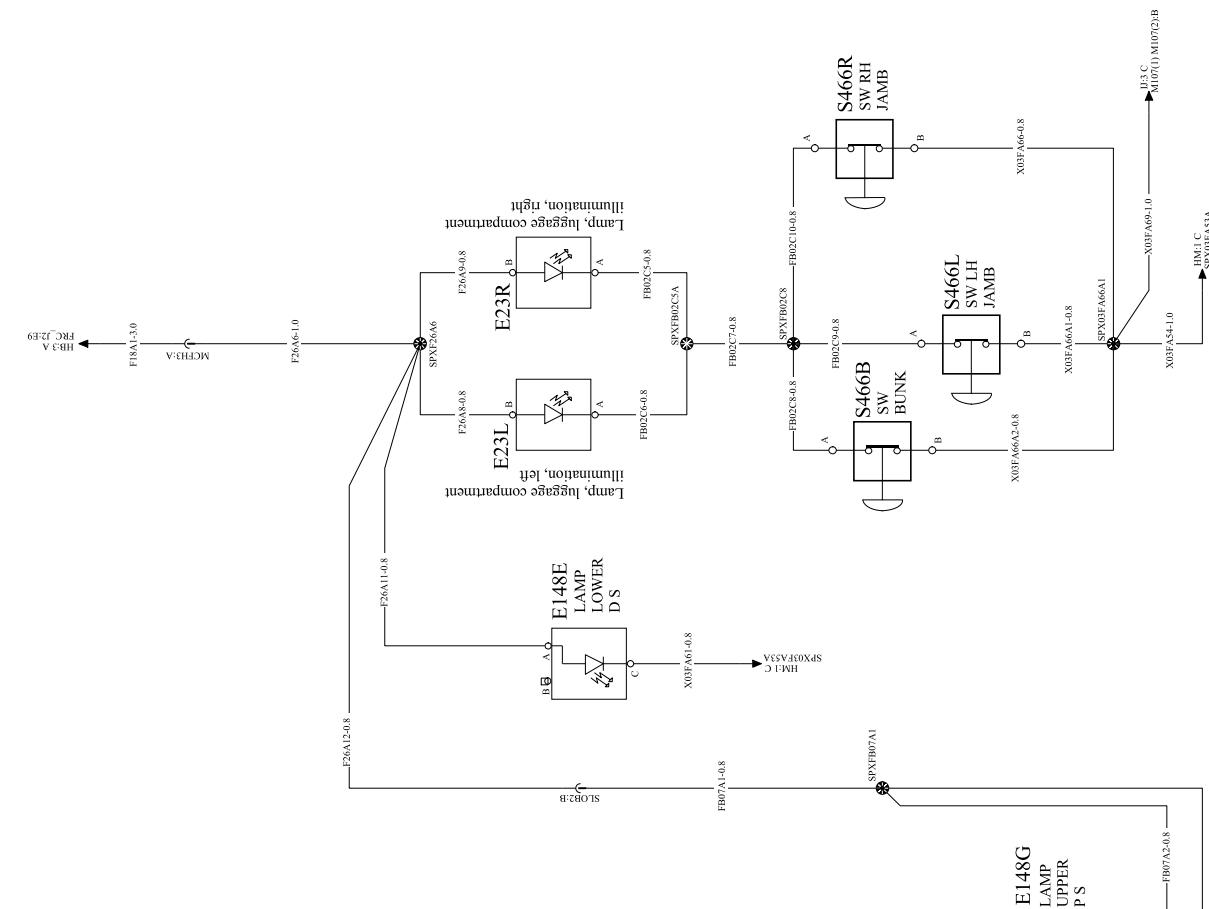 HB:3 A
FRC_J2:E9
F18A1-3.0
MCFH3:A
F26A6-1.0
SPXF26A6
F26A9-0.8
F26A8-0.8
B
E23R
A
Lamp, luggage compartment
illumination, right
B
E23L
A
Lamp, luggage compartment
illumination, left
FB02C5-0.8
FB02C6-0.8
SPXFB02C5A
FB02C7-0.8
SPXFB02C8
FB02C10-0.8
FB02C9-0.8
FB02C8-0.8
S466R
SW RH
JAMB
A
B
X03FA66-0.8
S466L
SW LH
JAMB
A
B
X03FA66A1-0.8
S466B
SW
BUNK
A
B
X03FA66A2-0.8
SPX03FA66A1
X03FA69-1.0
IJ:3 C
M107(1) M107(2):B
X03FA54-1.0
HM:1 C
SPX03FA53A
F26A11-0.8
E148E
LAMP
LOWER
D S
A
B
C
X03FA61-0.8
HM:1 C
SPX03FA53A
F26A12-0.8
SLOB2:B
FB07A1-0.8
SPXFB07A1
FB07A2-0.8
E148G
LAMP
UPPER
P S